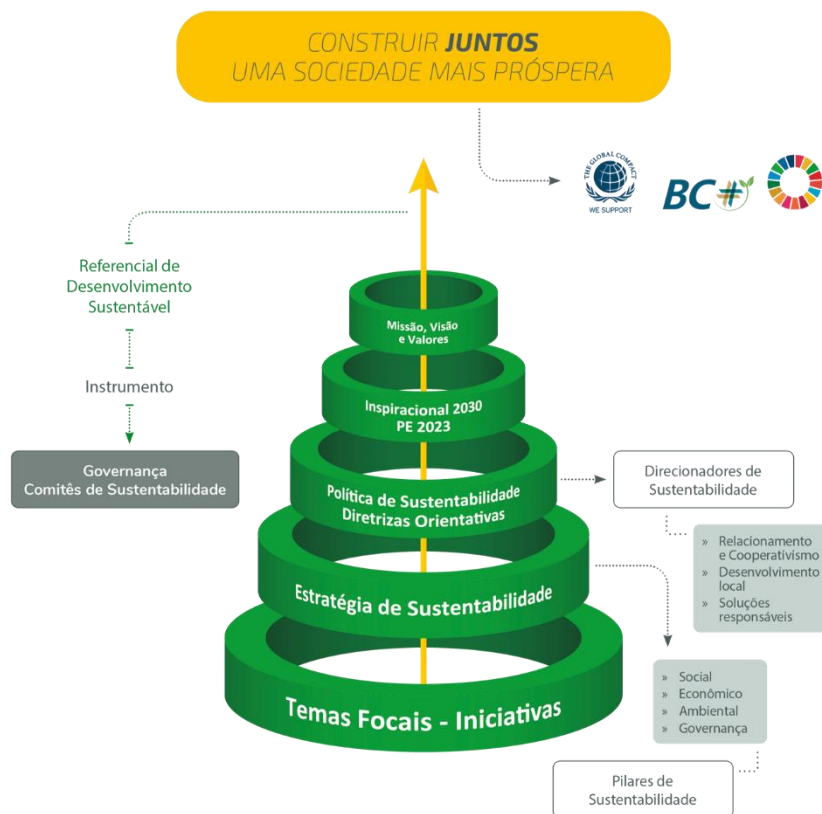 CONSTRUIR JUNTOS
UMA SOCIEDADE MAIS PRÓSPERA
THE GLOBAL COMPACT
WE SUPPORT
BC#
Referencial de
Desenvolvimento
Sustentável
Instrumento
Governança
Comitês de Sustentabilidade
Missão, Visão
e Valores
Inspiracional 2030
PE 2023
Política de Sustentabilidade
Diretrizas Orientativas
Estratégia de Sustentabilidade
Temas Focais - Iniciativas
Direcionadores de
Sustentabilidade
» Relacionamento
e Cooperativismo
» Desenvolvimento
local
» Soluções
responsáveis
» Social
» Econômico
» Ambiental
» Governança
Pilares de
Sustentabilidade